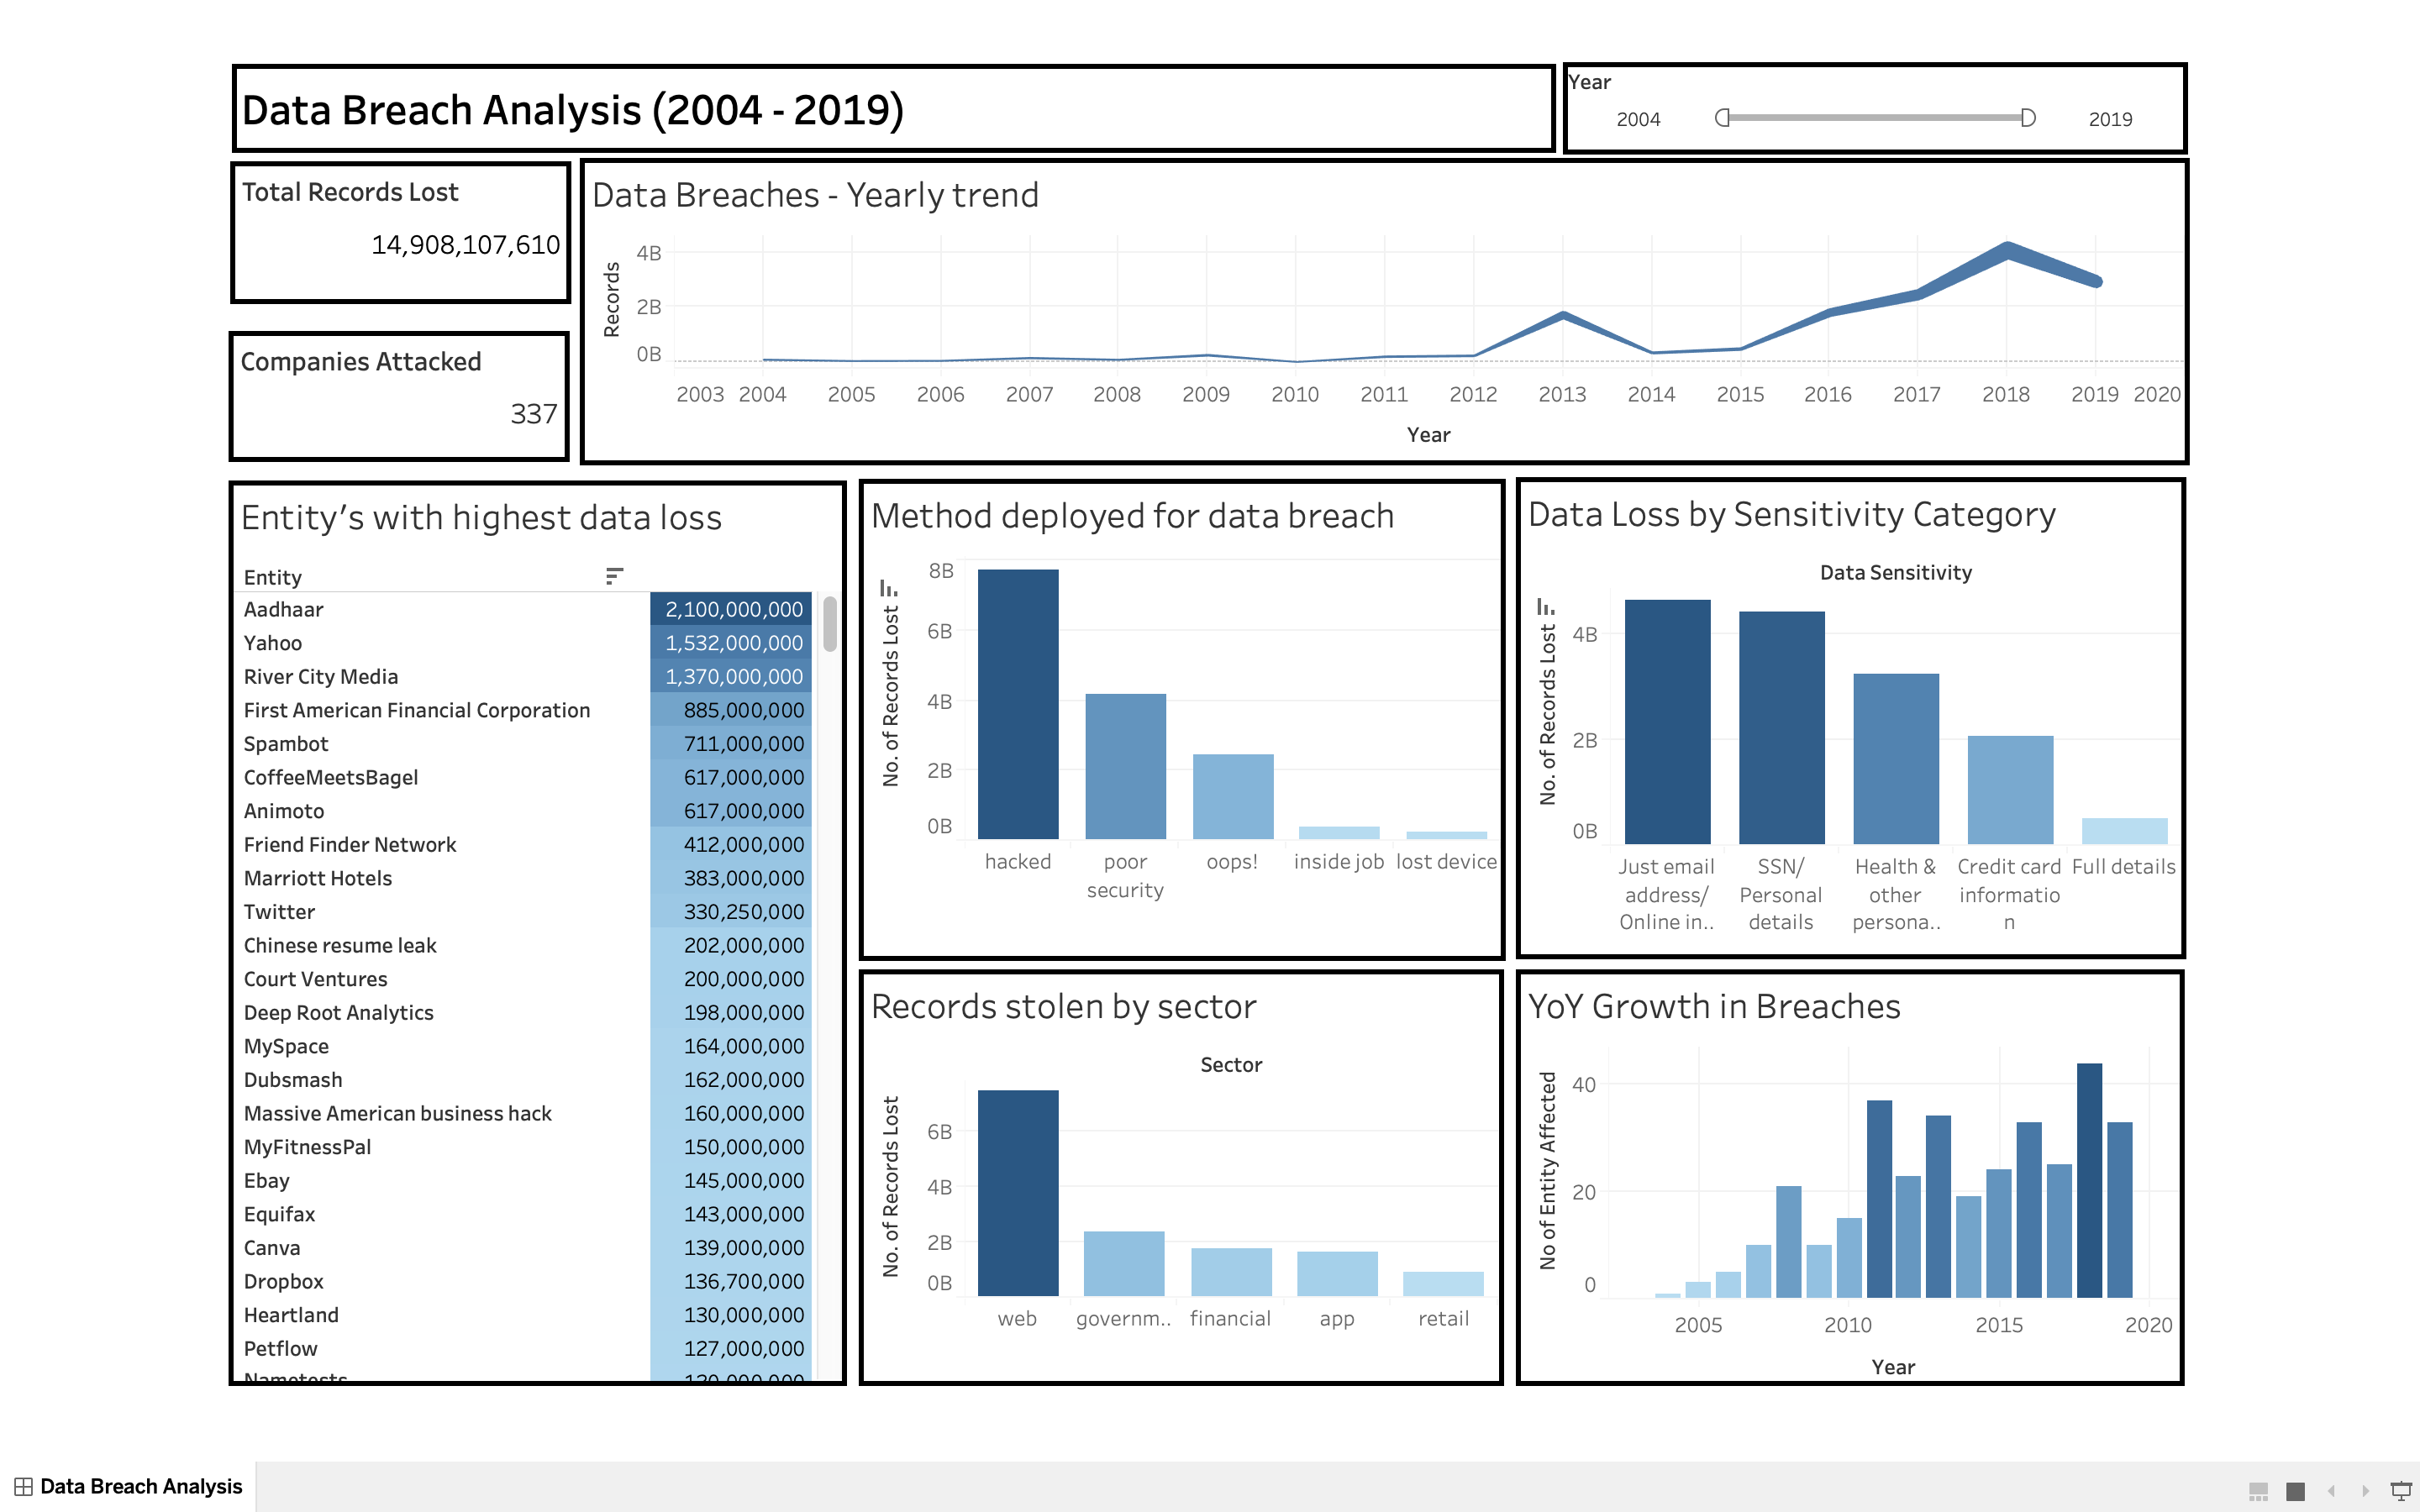 Data Breach Analysis (2004 - 2019)
Year
2004 2019
Total Records Lost
14,908,107,610
Companies Attacked
337
Data Breaches - Yearly trend
Records
4B
2B
0B
2003 2004 2005 2006 2007 2008 2009 2010 2011 2012 2013 2014 2015 2016 2017 2018 2019 2020
Year
Entity's with highest data loss
Entity
Aadhaar 2,100,000,000
Yahoo 1,532,000,000
River City Media 1,370,000,000
First American Financial Corporation 885,000,000
Spambot 711,000,000
CoffeeMeetsBagel 617,000,000
Animoto 617,000,000
Friend Finder Network 412,000,000
Marriott Hotels 383,000,000
Twitter 330,250,000
Chinese resume leak 202,000,000
Court Ventures 200,000,000
Deep Root Analytics 198,000,000
MySpace 164,000,000
Dubsmash 162,000,000
Massive American business hack 160,000,000
MyFitnessPal 150,000,000
Ebay 145,000,000
Equifax 143,000,000
Canva 139,000,000
Dropbox 136,700,000
Heartland 130,000,000
Petflow 127,000,000
Nametests
Method deployed for data breach
No. of Records Lost
8B
6B
4B
2B
0B
hacked poor security oops! inside job lost device
Data Loss by Sensitivity Category
Data Sensitivity
No. of Records Lost
4B
2B
0B
Just email SSN/ Health & Credit card Full details
address/ Personal other informatio
Online in.. details persona.. n
Records stolen by sector
Sector
No. of Records Lost
6B
4B
2B
0B
web governm.. financial app retail
YoY Growth in Breaches
No of Entity Affected
40
20
0
2005 2010 2015 2020
Year
Data Breach Analysis